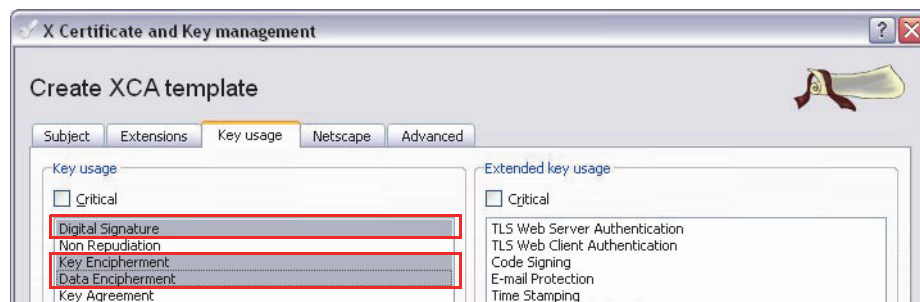 X Certificate and Key management
Create XCA template
Subject Extensions Key usage Netscape Advanced
Key usage
Critical
Digital Signature
Non Repudiation
Key Encipherment
Data Encipherment
Key Agreement
Extended key usage
Critical
TLS Web Server Authentication
TLS Web Client Authentication
Code Signing
E-mail Protection
Time Stamping